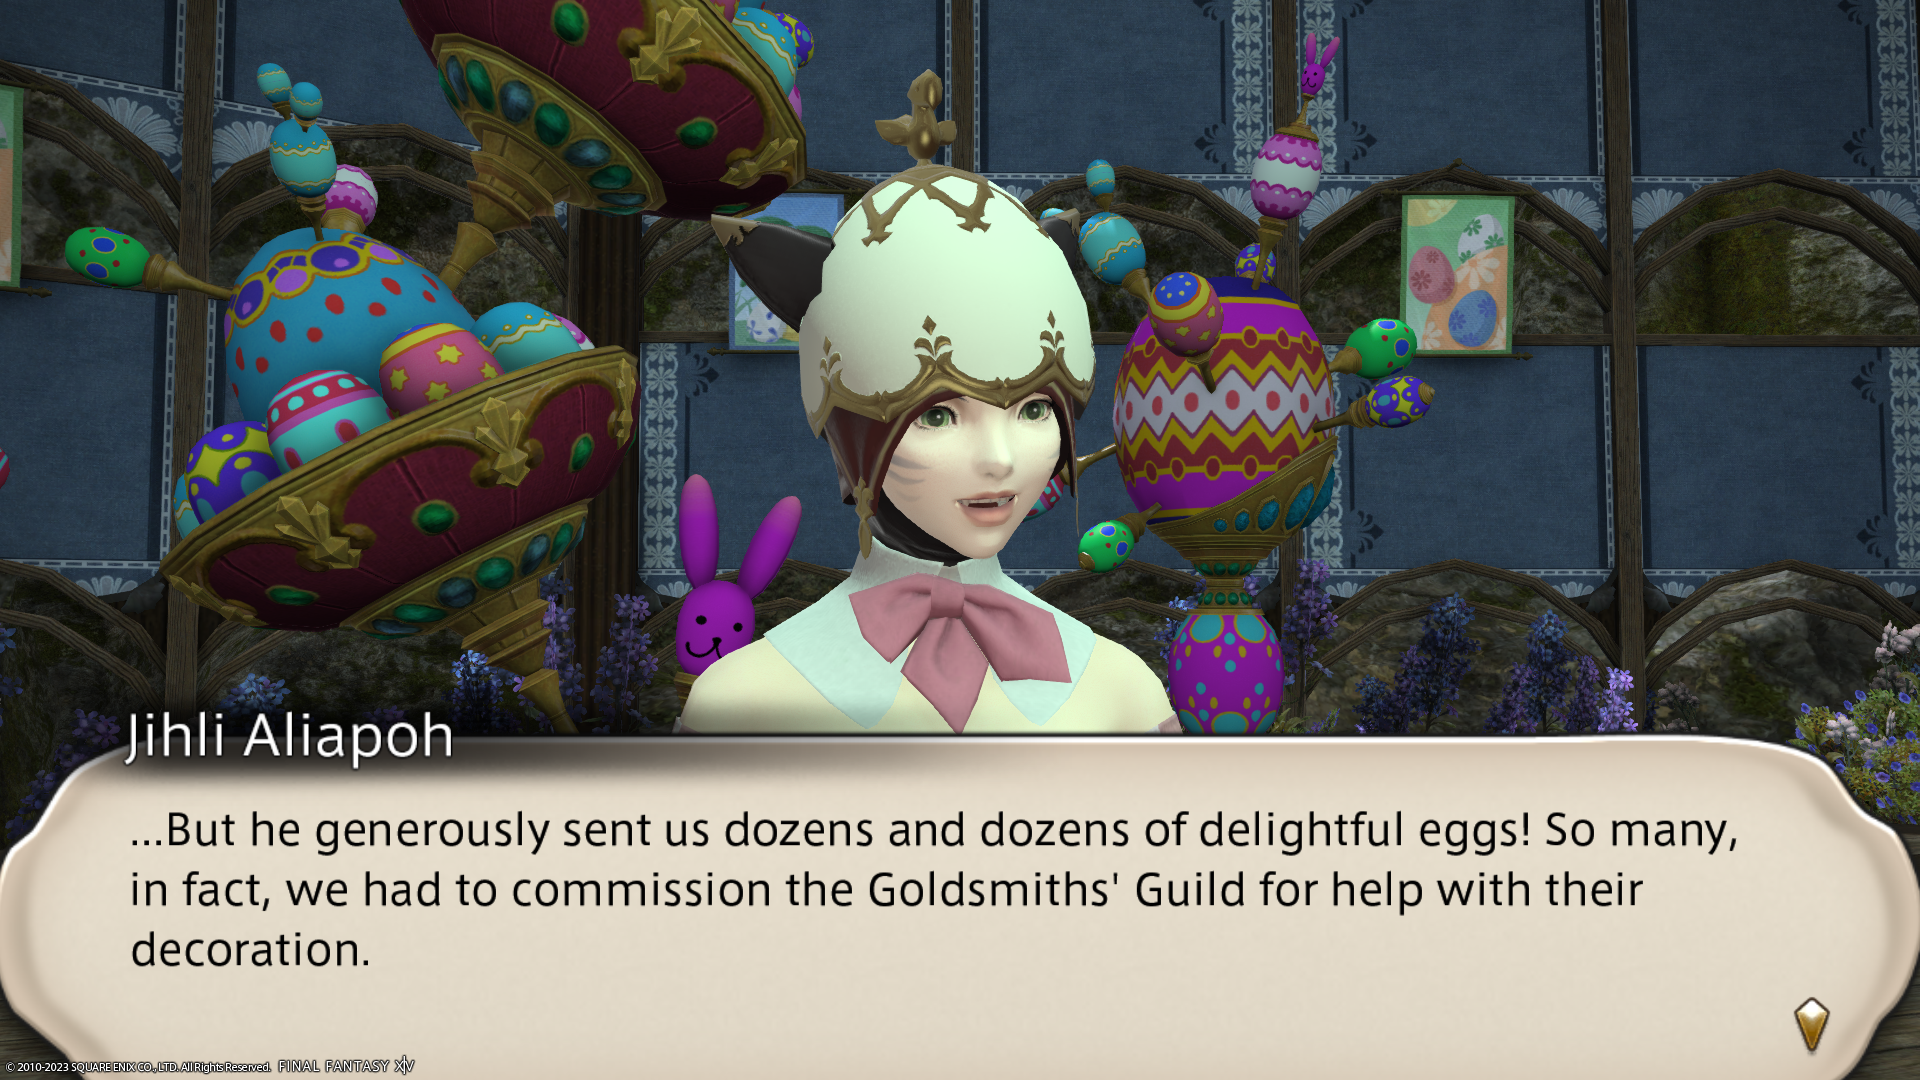 Jihli Aliapoh
...But he generously sent us dozens and dozens of delightful eggs! So many,
in fact, we had to commission the Goldsmiths' Guild for help with their
decoration.
© 2010-2023 SQUARE ENIX CO., LTD. All Rights Reserved. FINAL FANTASY XIV